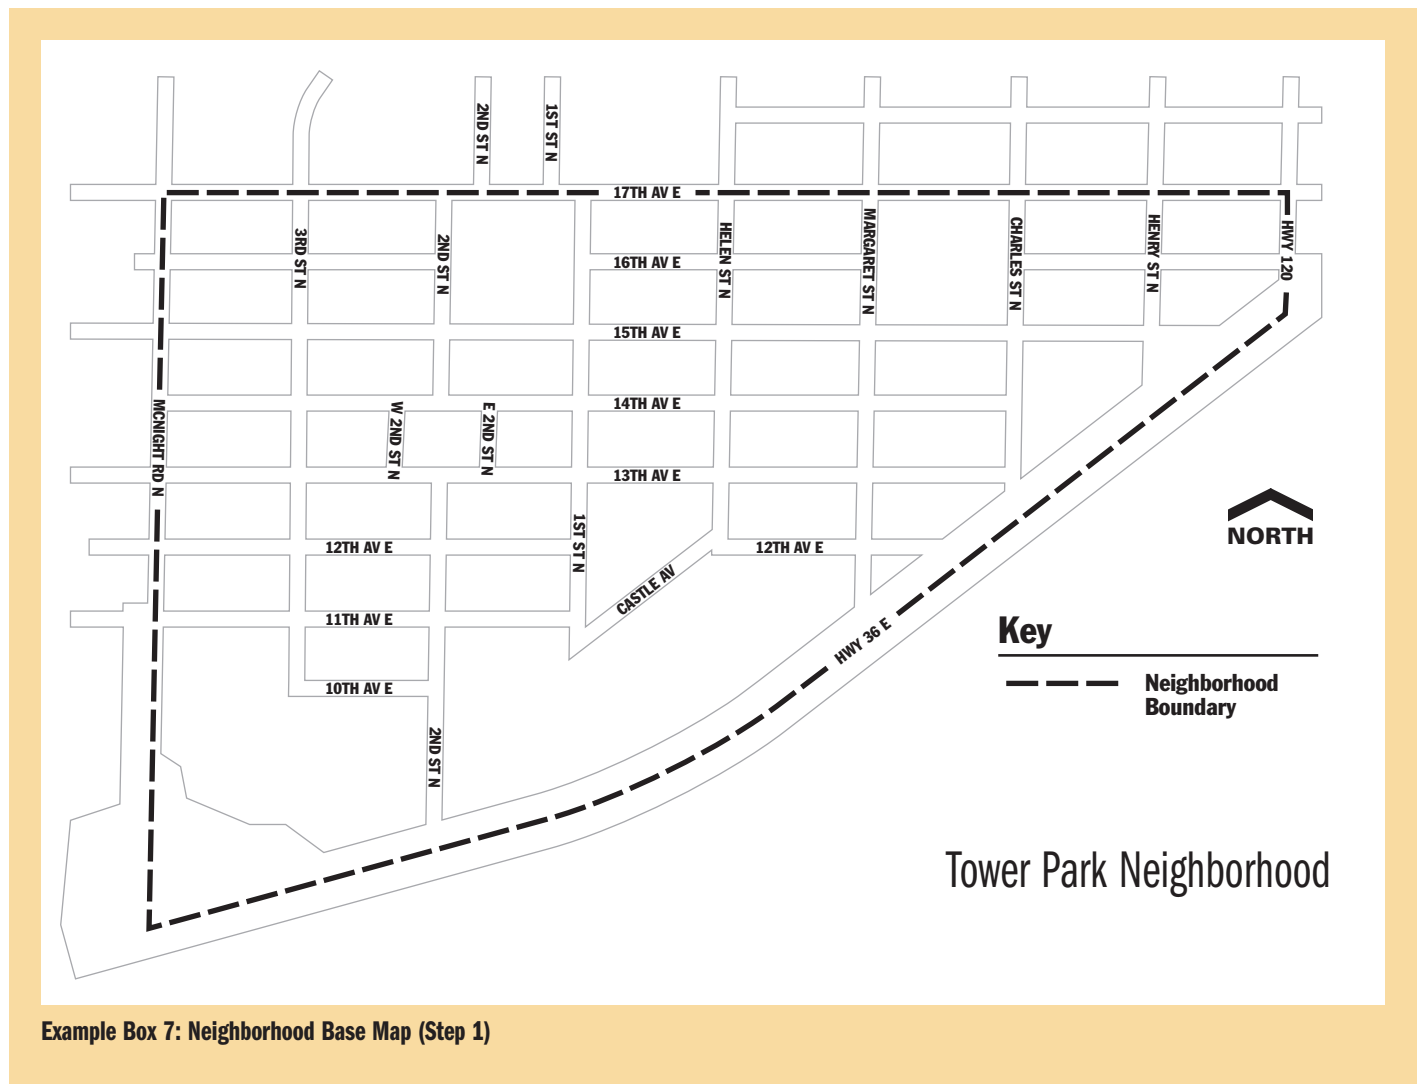 2ND ST N
1ST ST N
17TH AV E
3RD ST N
2ND ST N
HELEN ST N
MARGARET ST N
CHARLES ST N
HENRY ST N
HWY 120
16TH AV E
15TH AV E
MCNIGHT RD N
W 2ND ST N
E 2ND ST N
14TH AV E
13TH AV E
1ST ST N
12TH AV E
12TH AV E
CASTLE AV
11TH AV E
HWY 36 E
10TH AV E
2ND ST N
NORTH
Key
Neighborhood
Boundary
Tower Park Neighborhood
Example Box 7: Neighborhood Base Map (Step 1)